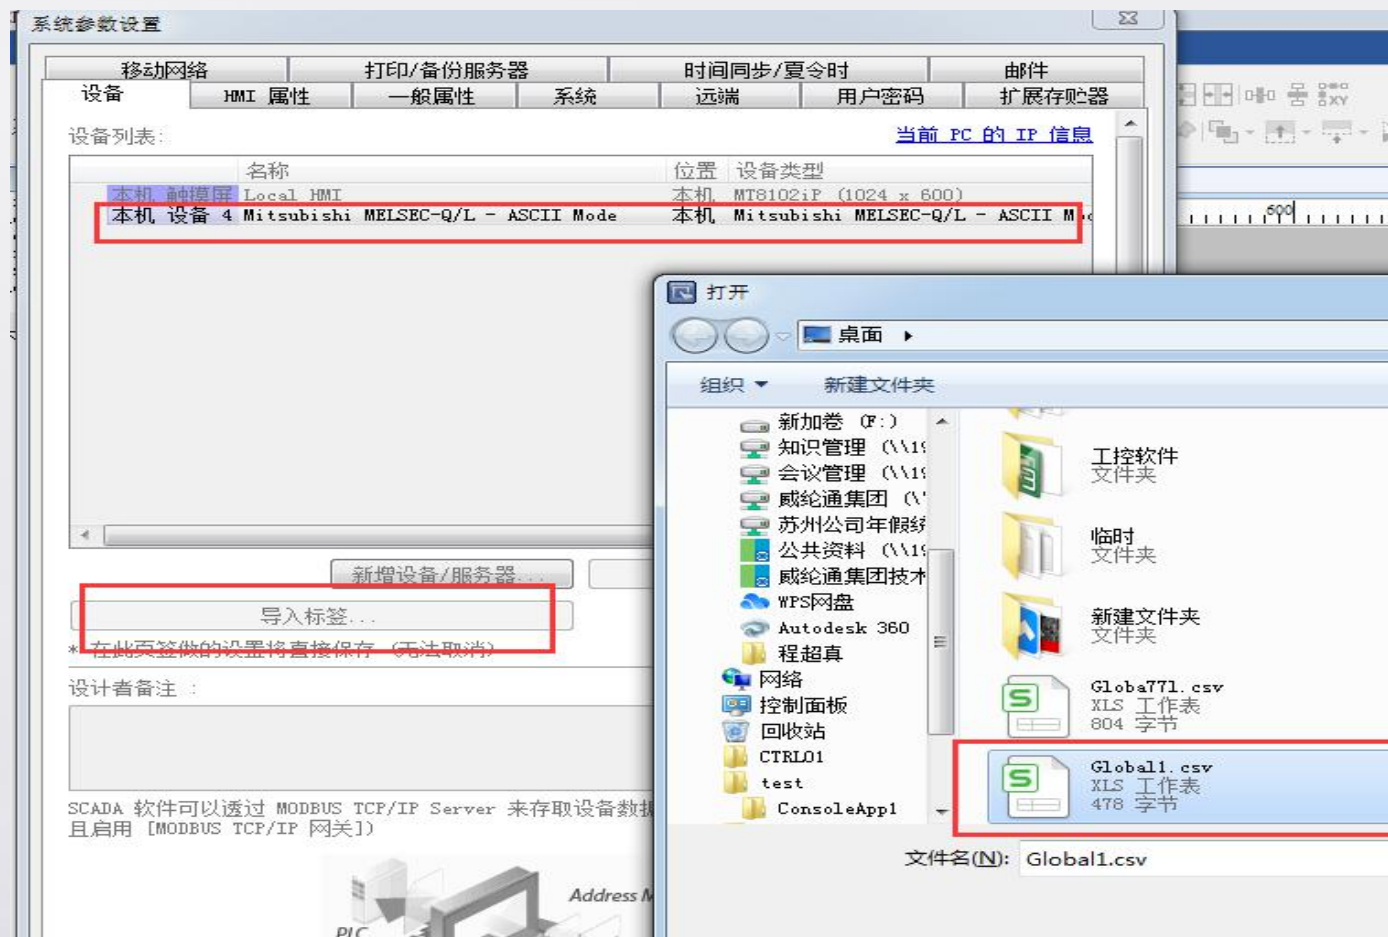 系统参数设置
移动网络 打印/备份服务器 时间同步/夏令时 邮件
设备 HMI 属性 一般属性 系统 远端 用户密码 扩展存贮器
设备列表:
当前 PC 的 IP 信息
名称 位置 设备类型
本机 触摸屏 Local HMI 本机 MT8102iP (1024 x 600)
本机 设备 4 Mitsubishi MELSEC-Q/L - ASCII Mode 本机 Mitsubishi MELSEC-Q/L - ASCII
600
新增设备/服务器...
导入标签...
* 在此页签做的设置将直接保存 (无法取消)
设计者备注 :
SCADA 软件可以透过 MODBUS TCP/IP Server 来存取设备数据
且启用 [MODBUS TCP/IP 网关])
Address
PLC
打开
桌面
组织 新建文件夹
新加卷 (F:)
知识管理 (\\19
会议管理 (\\19
威纶通集团 (\
苏州公司年假统
公共资料 (\\19
威纶通集团技术
WPS网盘
Autodesk 360
程超真
网络
控制面板
回收站
CTRL01
test
ConsoleApp1
工控软件
文件夹
临时
文件夹
新建文件夹
文件夹
Globa771.csv
XLS 工作表
804 字节
Global1.csv
XLS 工作表
478 字节
文件名(N): Global1.csv